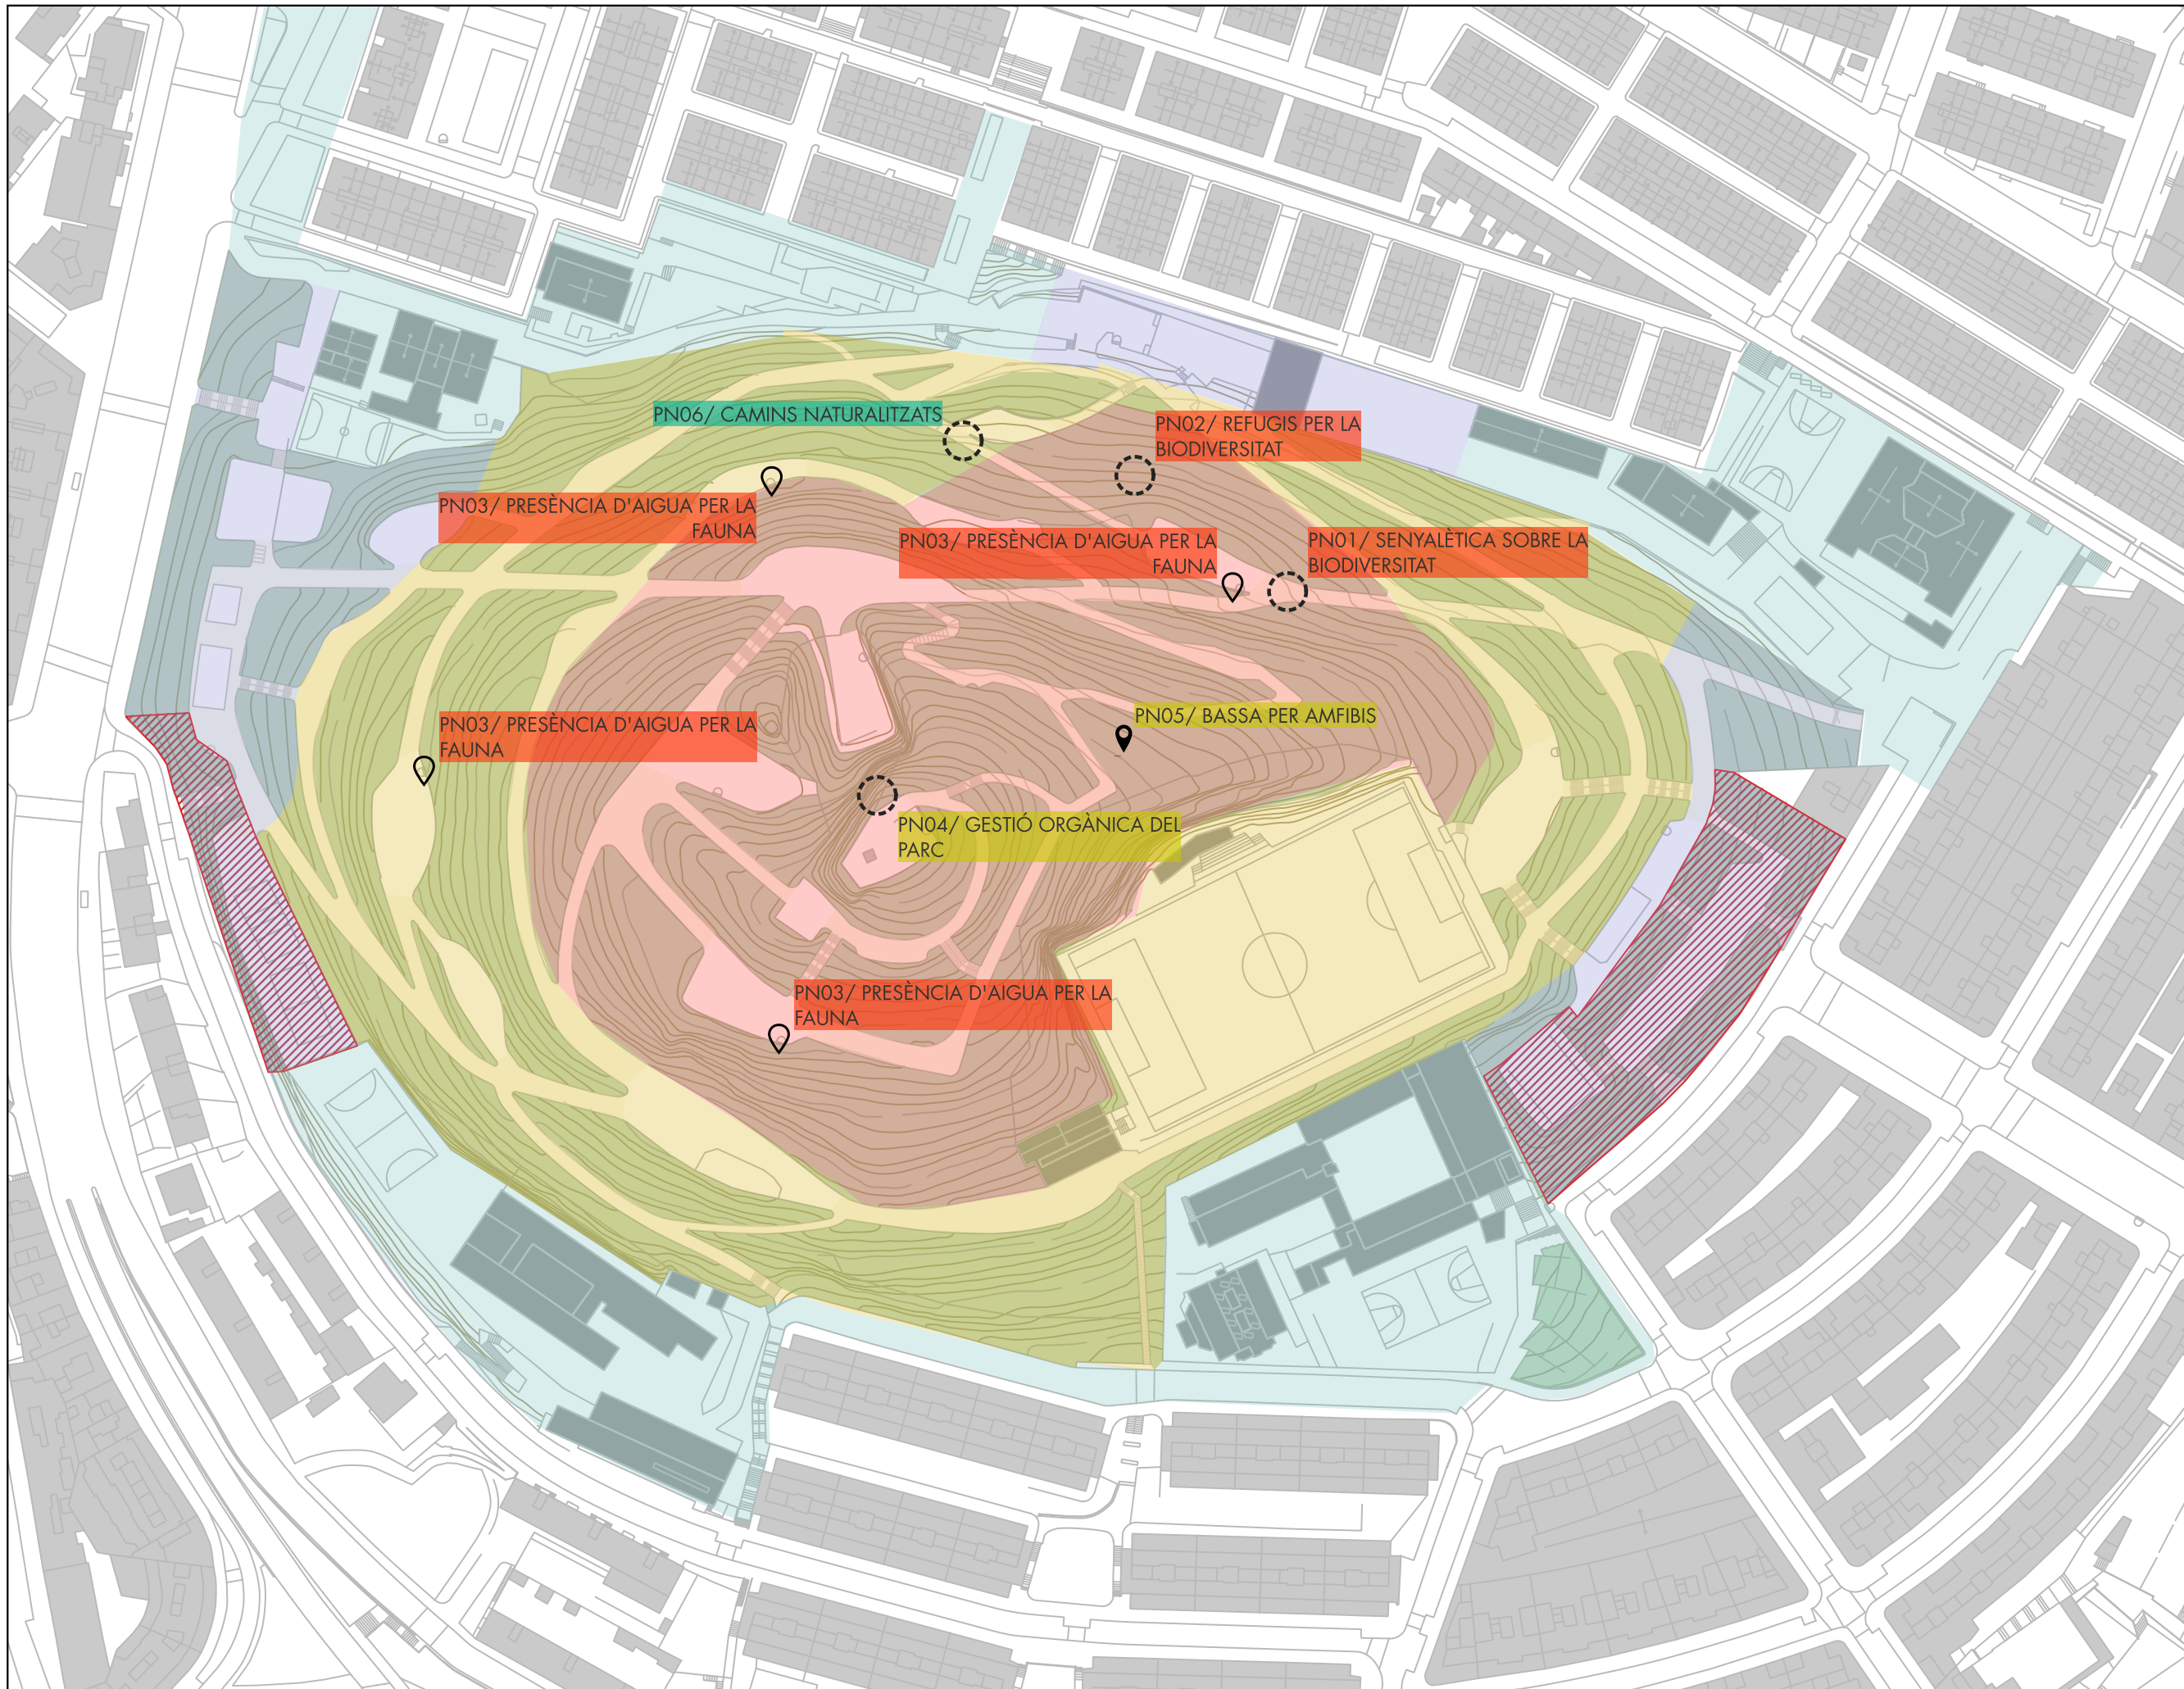 PN06/ CAMINS NATURALITZATS
PN02/ REFUGIS PER LA
BIODIVERSITAT
PN03/ PRESÈNCIA D'AIGUA PER LA
FAUNA
PN03/ PRESÈNCIA D'AIGUA PER LA
FAUNA
PN01/ SENYALÈTICA SOBRE LA
BIODIVERSITAT
PN03/ PRESÈNCIA D'AIGUA PER LA
FAUNA
PN05/ BASSA PER AMFIBIS
PN04/ GESTIÓ ORGÀNICA DEL
PARC
PN03/ PRESÈNCIA D'AIGUA PER LA
FAUNA